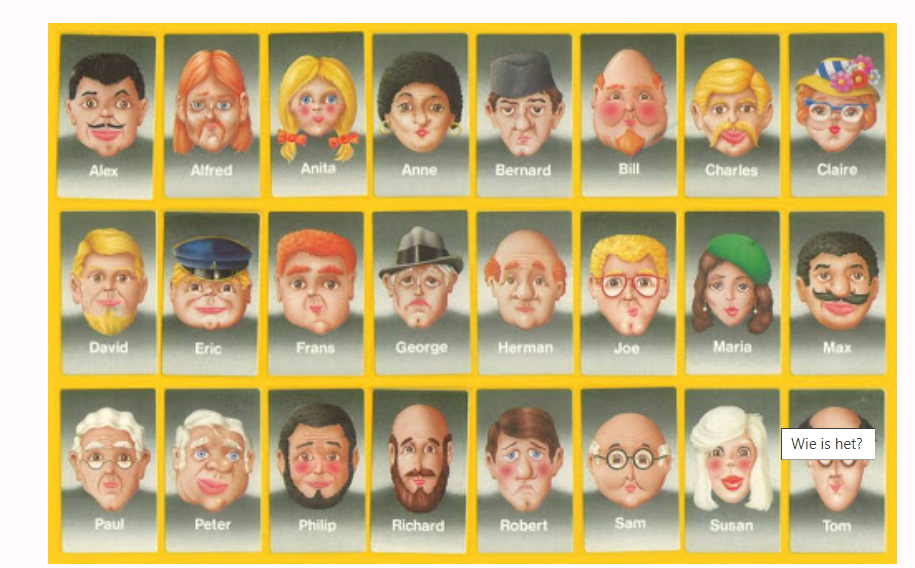 Alex Alfred Anita Anne Bernard Bill Charles Claire
David Eric Frans George Herman Joe Maria Max
Wie is het?
Paul Peter Philip Richard Robert Sam Susan Tom